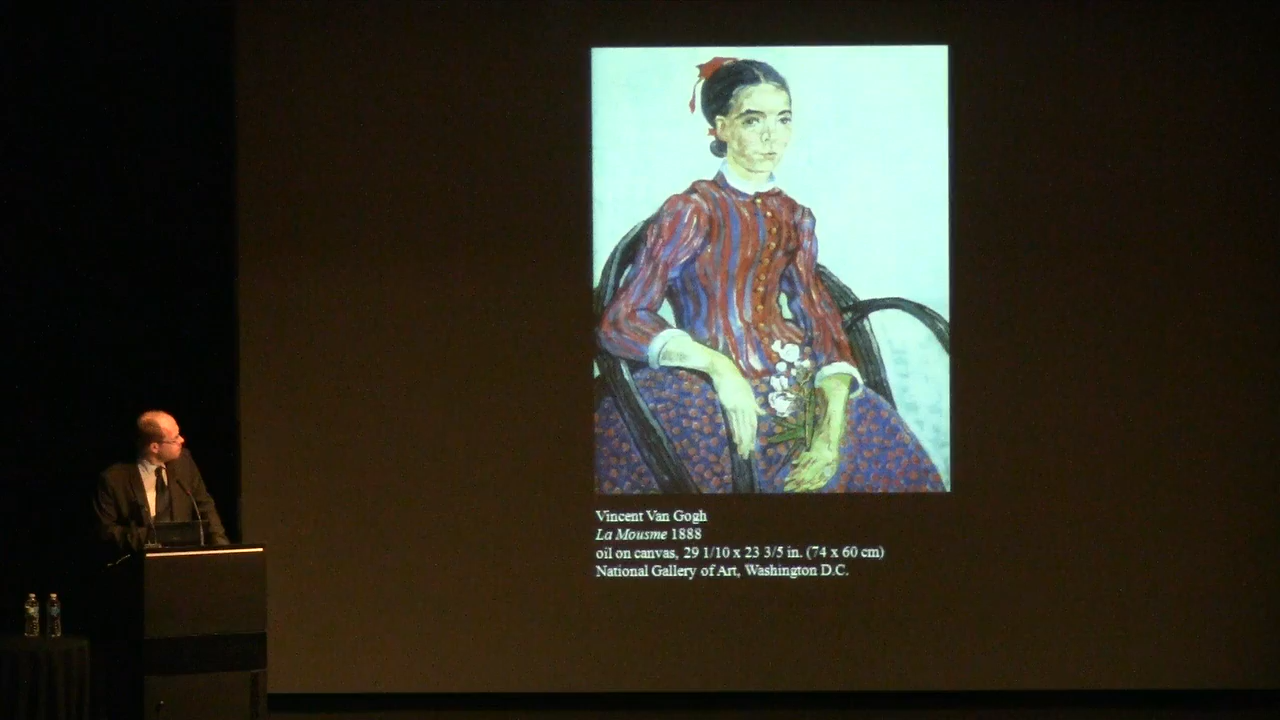 Vincent Van Gogh
La Mousme 1888
oil on canvas, 29 1/10 x 23 3/5 in. (74 x 60 cm)
National Gallery of Art, Washington D.C.